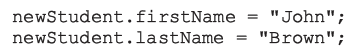 newStudent.firstName = "John";
newStudent.lastName = "Brown";